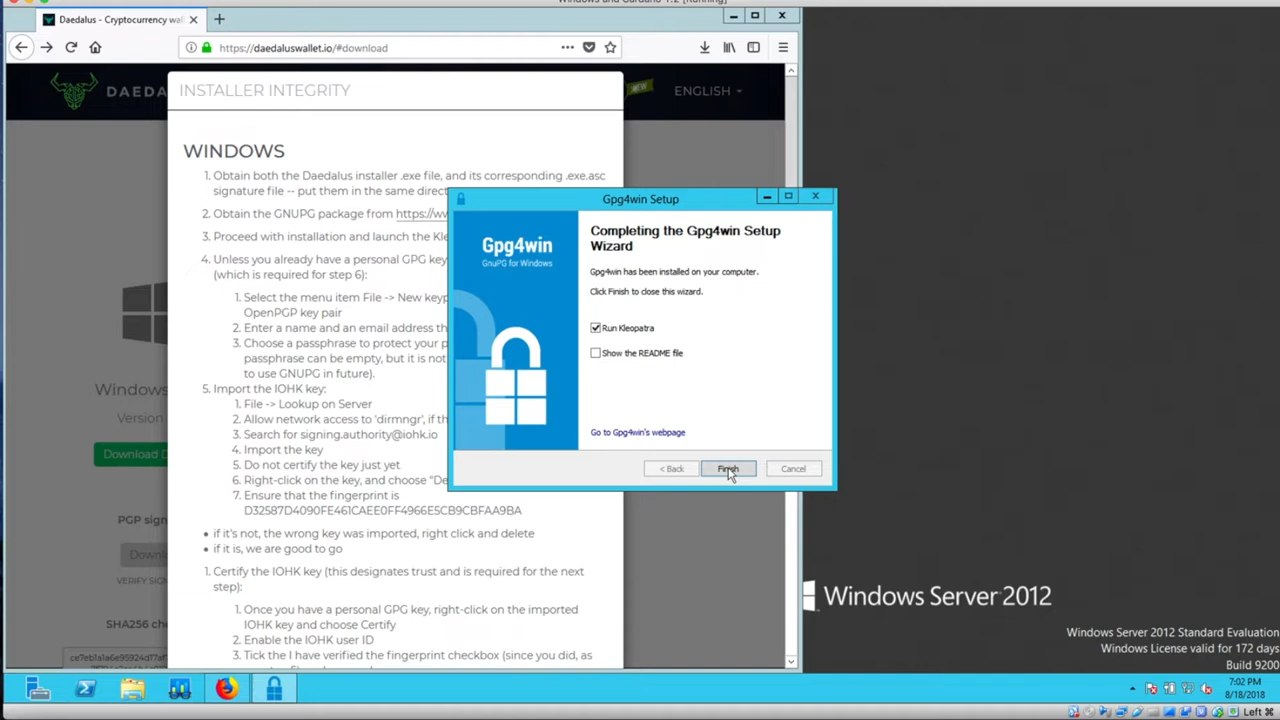 Windows and Cardano 1.2 [Running]
Daedalus - Cryptocurrency wal
https://daedaluswallet.io/#download
INSTALLER INTEGRITY
DAEDA
NEW
ENGLISH
WINDOWS
1. Obtain both the Daedalus installer .exe file, and its corresponding .exe.asc
signature file -- put them in the same direct
2. Obtain the GNUPG package from https://ww
3. Proceed with installation and launch the Kle
4. Unless you already have a personal GPG key
(which is required for step 6):
1. Select the menu item File -> New keyp
OpenPGP key pair
2. Enter a name and an email address th
3. Choose a passphrase to protect your p
passphrase can be empty, but it is not
to use GNUPG in future).
5. Import the IOHK key:
1. File -> Lookup on Server
2. Allow network access to 'dirmngr', if th
3. Search for signing.authority@iohk.io
4. Import the key
5. Do not certify the key just yet
6. Right-click on the key, and choose "De
7. Ensure that the fingerprint is
D32587D4090FE461CAEE0FF4966E5CB9CBFAA9BA
• if it's not, the wrong key was imported, right click and delete
• if it is, we are good to go
1. Certify the IOHK key (this designates trust and is required for the next
step):
1. Once you have a personal GPG key, right-click on the imported
IOHK key and choose Certify
2. Enable the IOHK user ID
3. Tick the I have verified the fingerprint checkbox (since you did, as
Windows
Version
Download D
PGP sign
Downlo
VERIFY SIGN
SHA256 che
Gpg4win Setup
Gpg4win
GnuPG for Windows
Completing the Gpg4win Setup
Wizard
Gpg4win has been installed on your computer.
Click Finish to close this wizard.
Run Kleopatra
Show the README file
Go to Gpg4win's webpage
< Back
Finish
Cancel
Windows Server 2012
Windows Server 2012 Standard Evaluation
Windows License valid for 172 days
Build 9200
7:02 PM
8/18/2018
Left ⌘